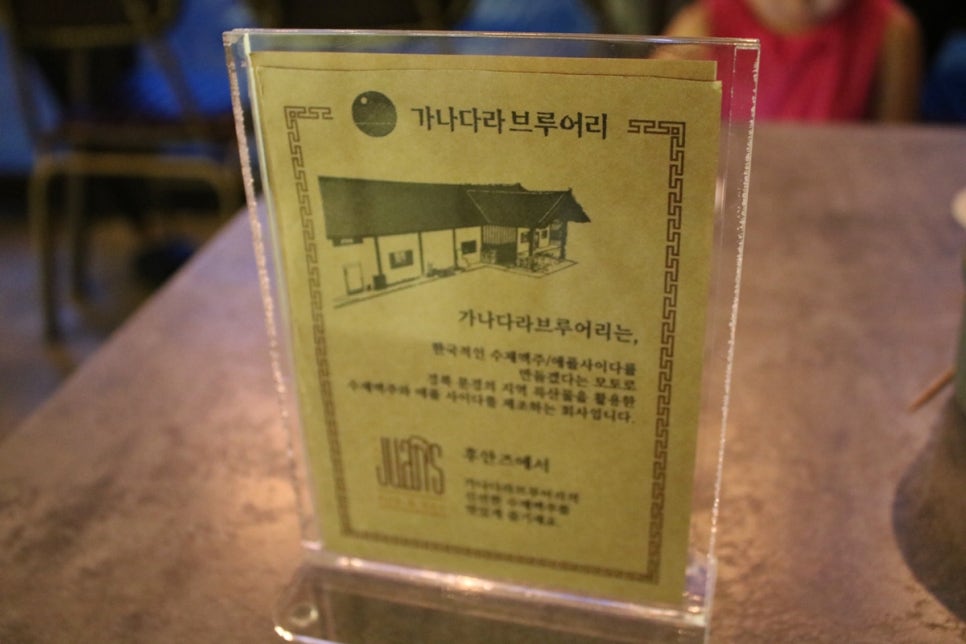 가나다라브루어리
가나다라브루어리는,
한국적인 수제맥주/애플사이다를
만들겠다는 모토로
경북 문경의 지역 특산물을 활용한
수제맥주와 애플 사이다를 제조하는 회사입니다.
JUANS
후안즈에서
가나다라브루어리의
신선한 수제맥주를
맛있게 즐기세요